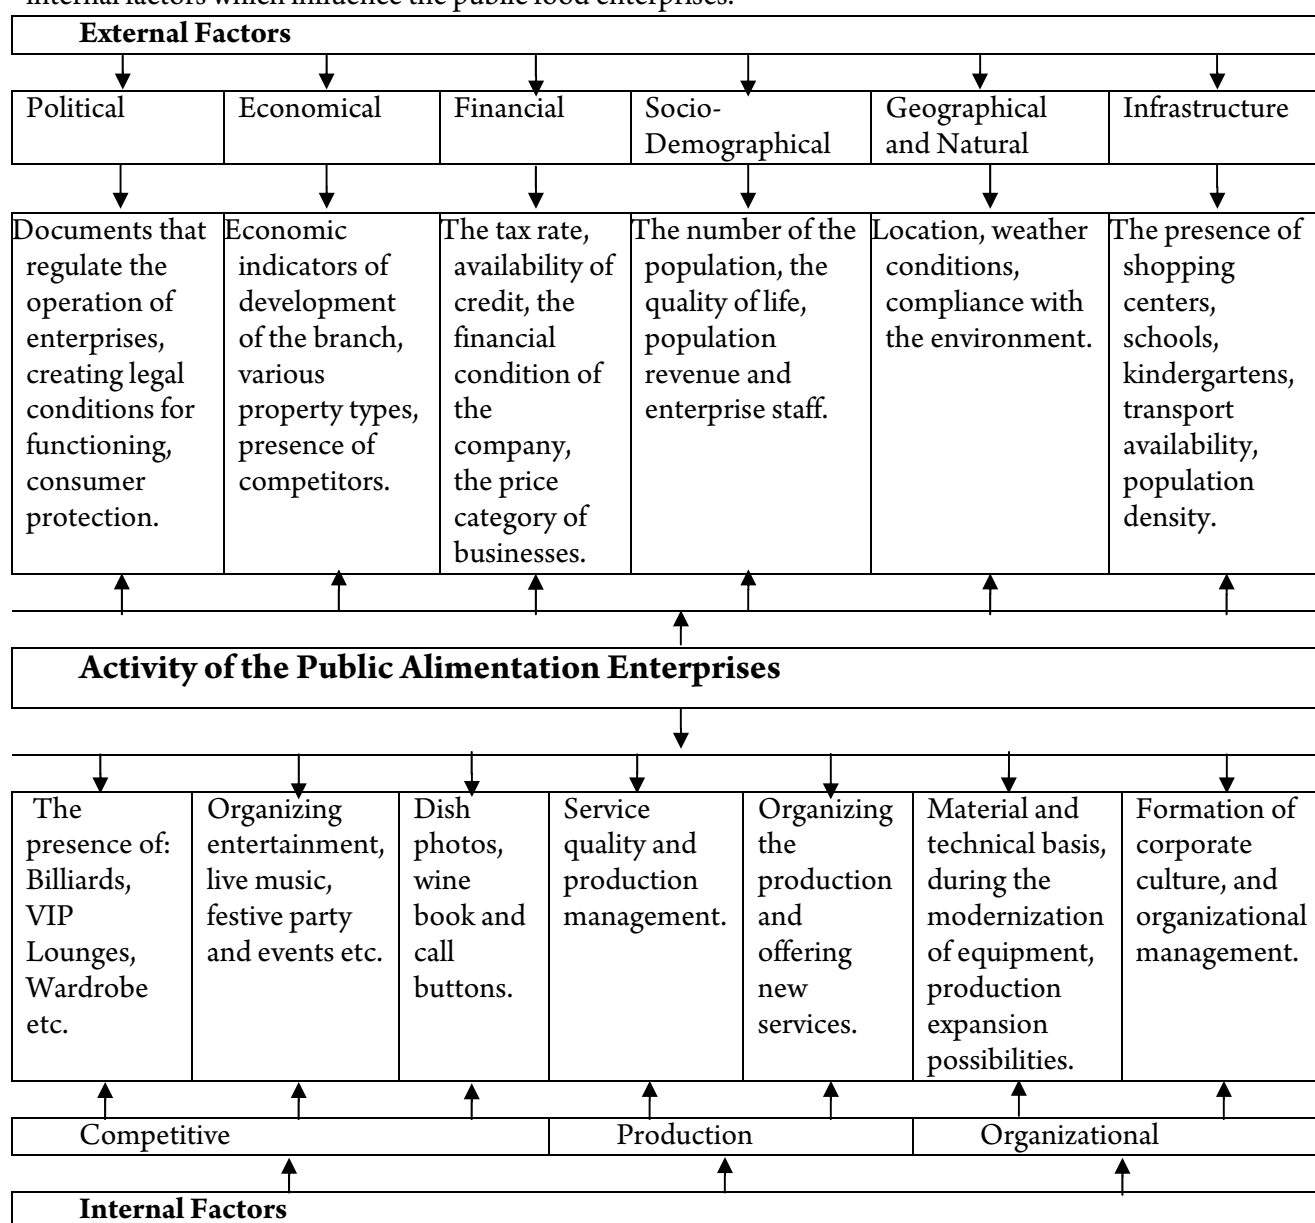 internal factors which influence the public food enterprises.
External Factors
Political
Economical
Financial
Socio-
Demographical
Geographical
and Natural
Infrastructure
Documents that
regulate the
operation of
enterprises,
creating legal
conditions for
functioning,
consumer
protection.
Economic
indicators of
development
of the branch,
various
property types,
presence of
competitors.
The tax rate,
availability of
credit, the
financial
condition of
the
company,
the price
category of
businesses.
The number of the
population, the
quality of life,
population
revenue and
enterprise staff.
Location, weather
conditions,
compliance with
the environment.
The presence of
shopping
centers,
schools,
kindergartens,
transport
availability,
population
density.
Activity of the Public Alimentation Enterprises
The
presence of:
Billiards,
VIP
Lounges,
Wardrobe
etc.
Organizing
entertainment,
live music,
festive party
and events etc.
Dish
photos,
wine
book and
call
buttons.
Service
quality and
production
management.
Organizing
the
production
and
offering
new
services.
Material and
technical basis,
during the
modernization
of equipment,
production
expansion
possibilities.
Formation of
corporate
culture, and
organizational
management.
Competitive
Production
Organizational
Internal Factors